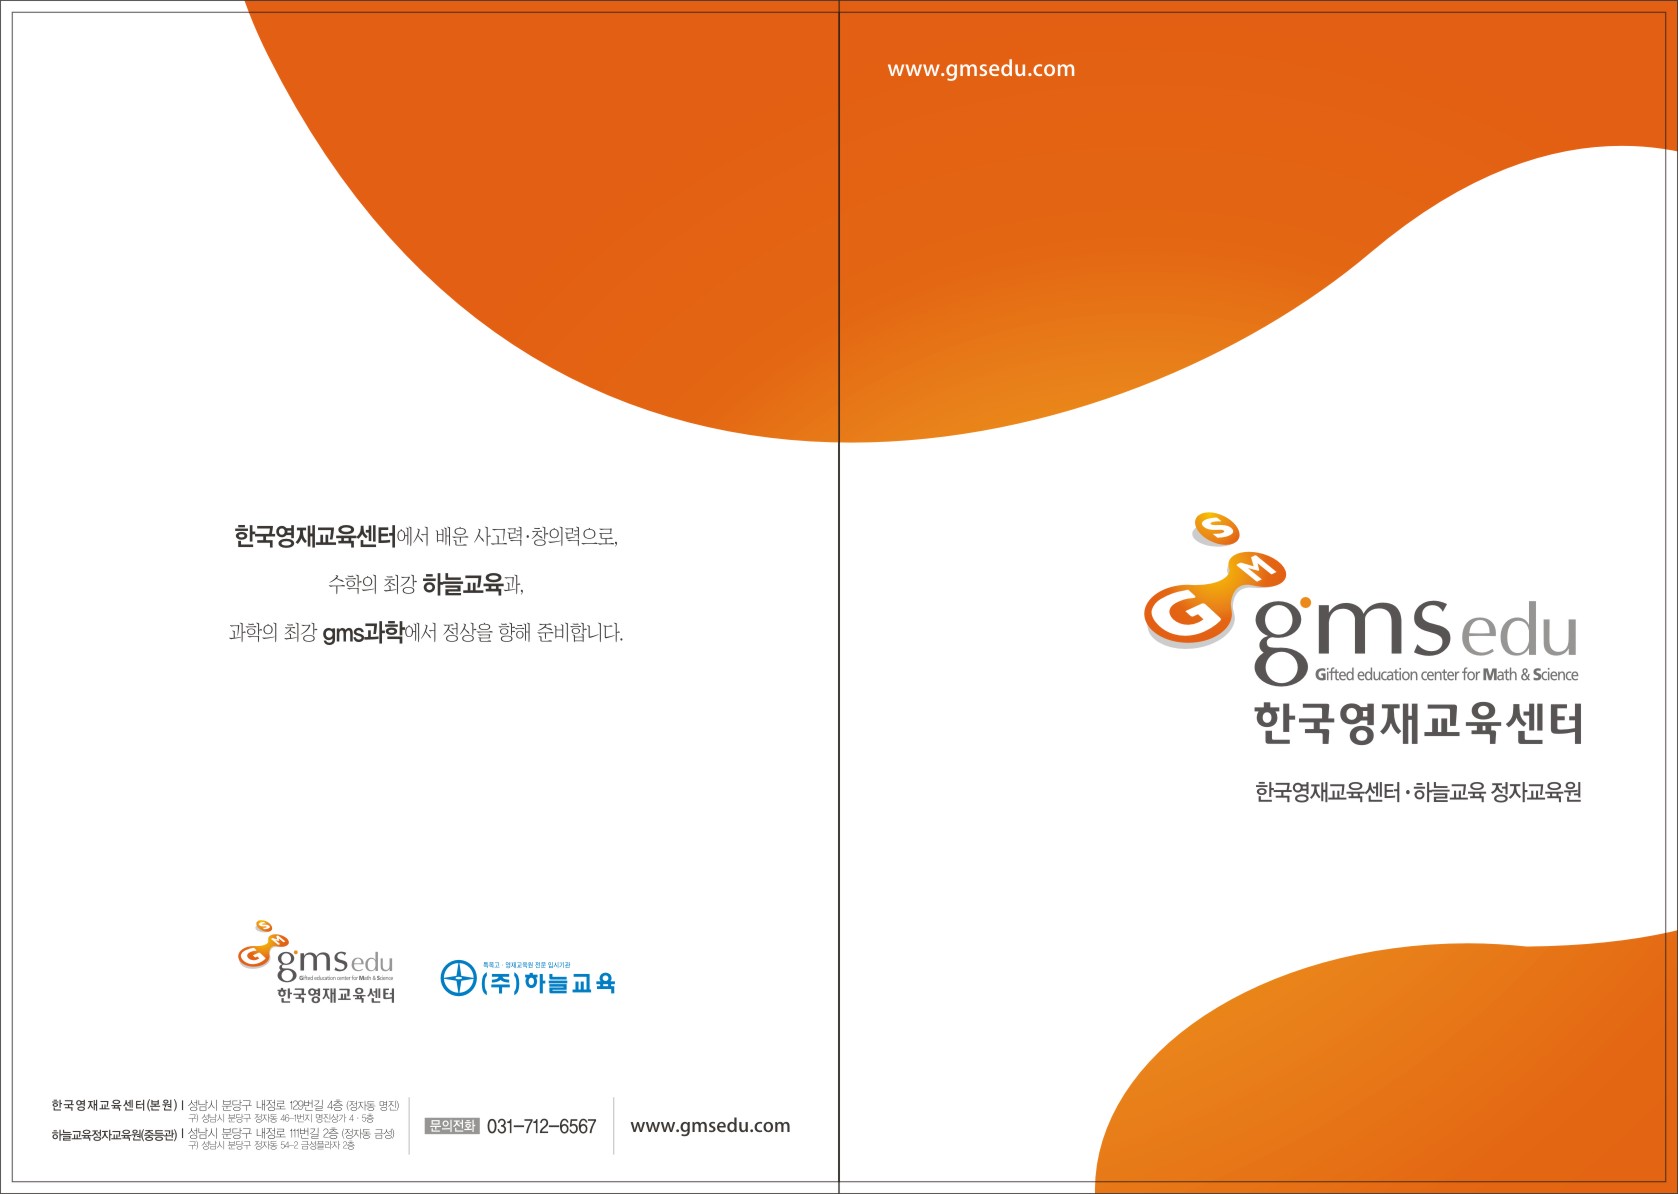 한국영재교육센터에서 배운 사고력·창의력으로,
수학의 최강 하늘교육과,
과학의 최강 gms과학에서 정상을 향해 준비합니다.
G M S
gms edu
Gifted education center for Math & Science
한국영재교육센터
특목고·영재교육원 전문 입시기관
(주)하늘교육
한국영재교육센터(본원) | 성남시 분당구 내정로 129번길 4층 (정자동 명진)
구) 성남시 분당구 정자동 46-1번지 명진상가 4·5층
하늘교육정자교육원(중등관) | 성남시 분당구 내정로 111번길 2층 (정자동 금성)
구) 성남시 분당구 정자동 54-2 금성플라자 2층
문의전화 031-712-6567
www.gmsedu.com
www.gmsedu.com
G M S
gms edu
Gifted education center for Math & Science
한국영재교육센터
한국영재교육센터·하늘교육 정자교육원